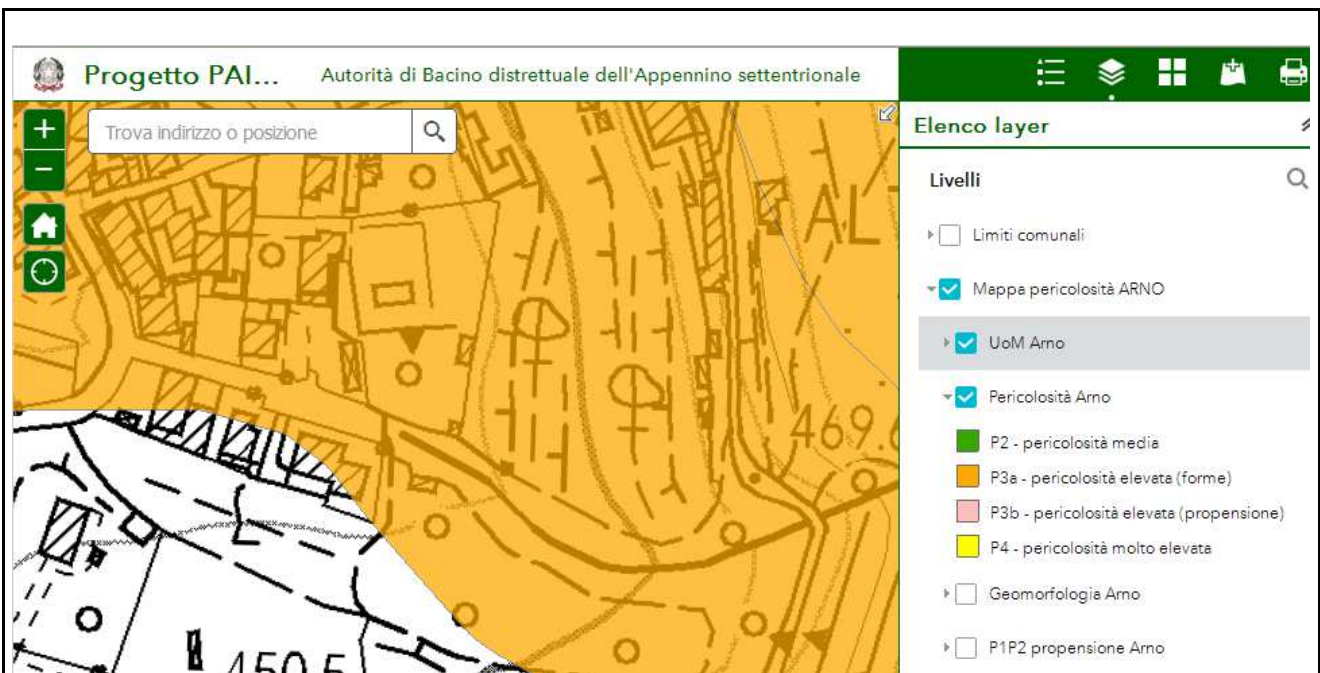 Progetto PAI...
Autorità di Bacino distrettuale dell'Appennino settentrionale
+
Trova indirizzo o posizione
−
Elenco layer
Livelli
Limiti comunali
Mappa pericolosità ARNO
UoM Arno
Pericolosità Arno
P2 - pericolosità media
P3a - pericolosità elevata (forme)
P3b - pericolosità elevata (propensione)
P4 - pericolosità molto elevata
Geomorfologia Arno
P1P2 propensione Arno
AL
469.6
450.5